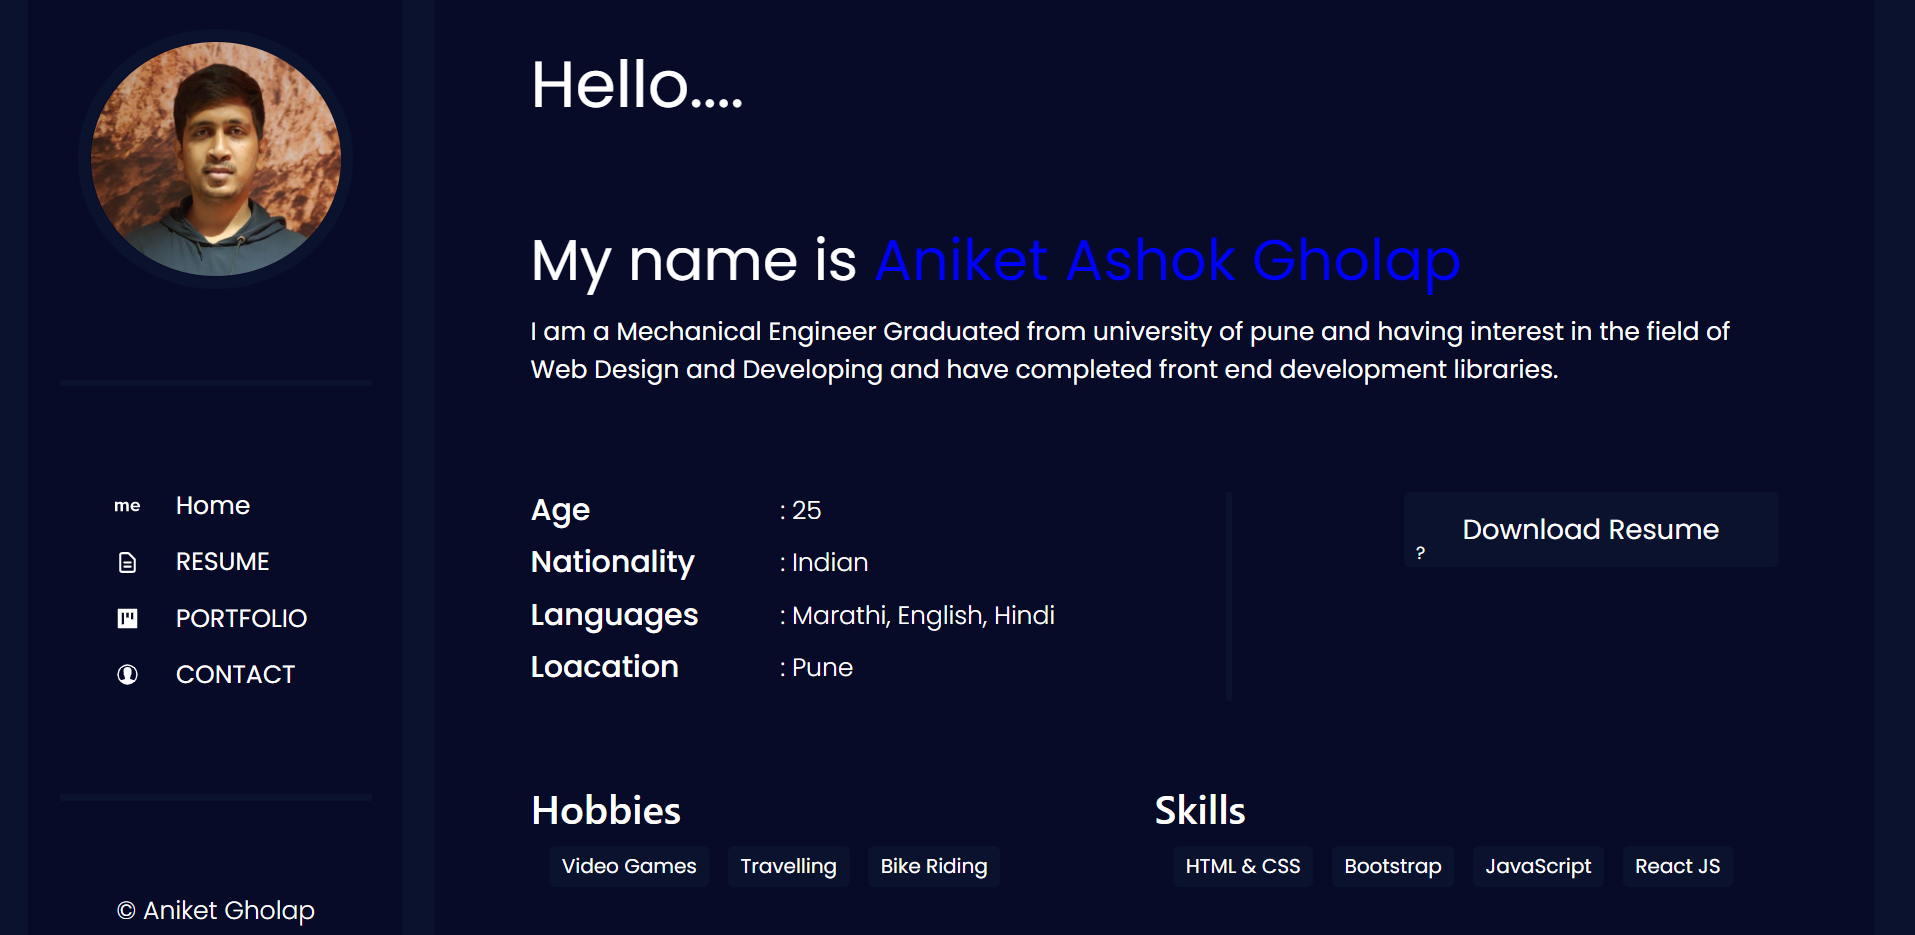 Hello....
My name is Aniket Ashok Gholap
I am a Mechanical Engineer Graduated from university of pune and having interest in the field of
Web Design and Developing and have completed front end development libraries.
me Home
RESUME
PORTFOLIO
CONTACT
Age : 25
Nationality : Indian
Languages : Marathi, English, Hindi
Loacation : Pune
Download Resume
?
Hobbies
Video Games Travelling Bike Riding
Skills
HTML & CSS Bootstrap JavaScript React JS
© Aniket Gholap